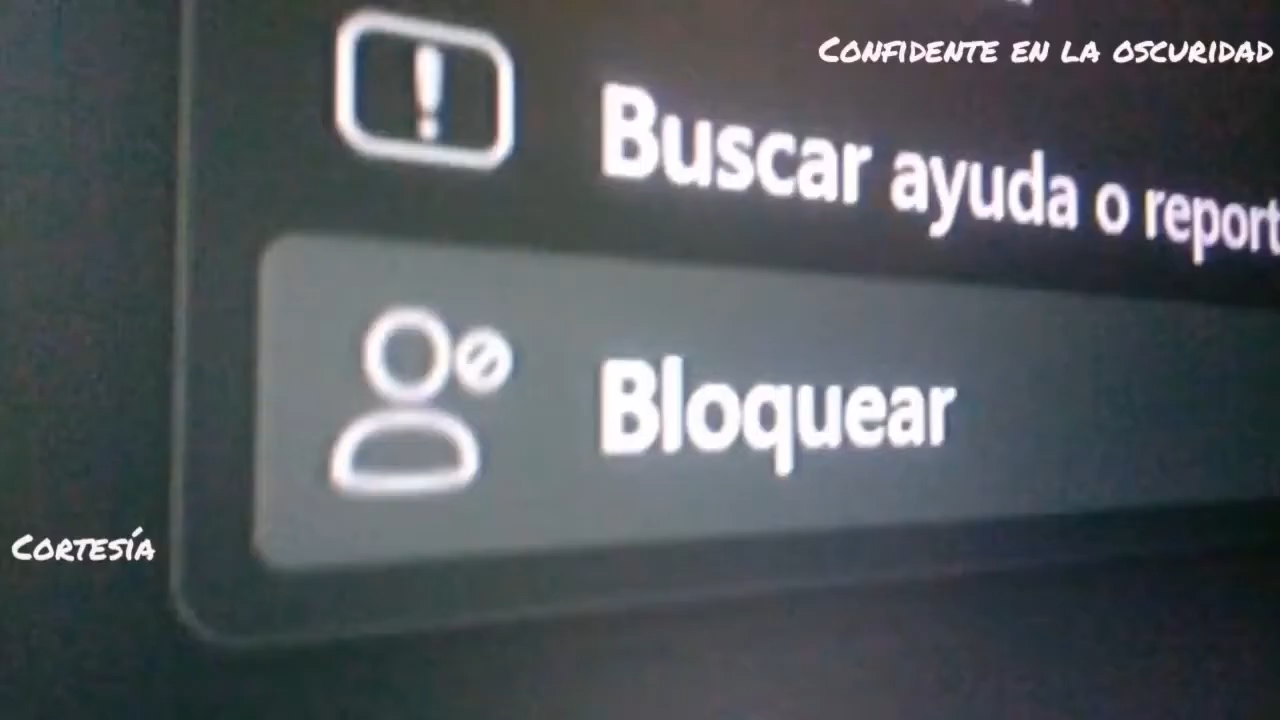 Confidente en la oscuridad
Buscar ayuda o report
Bloquear
Cortesía